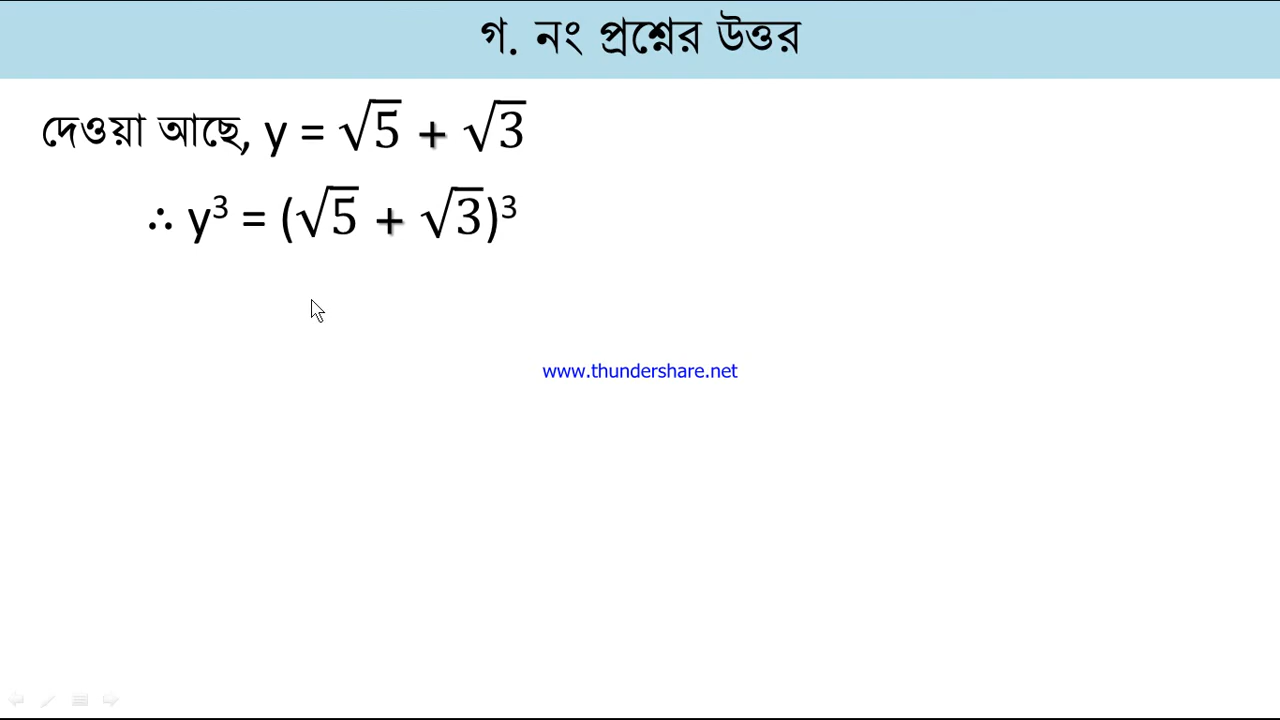 গ. নং প্রশ্নের উত্তর
দেওয়া আছে, y = √5 + √3
∴ y³ = (√5 + √3)³
www.thundershare.net